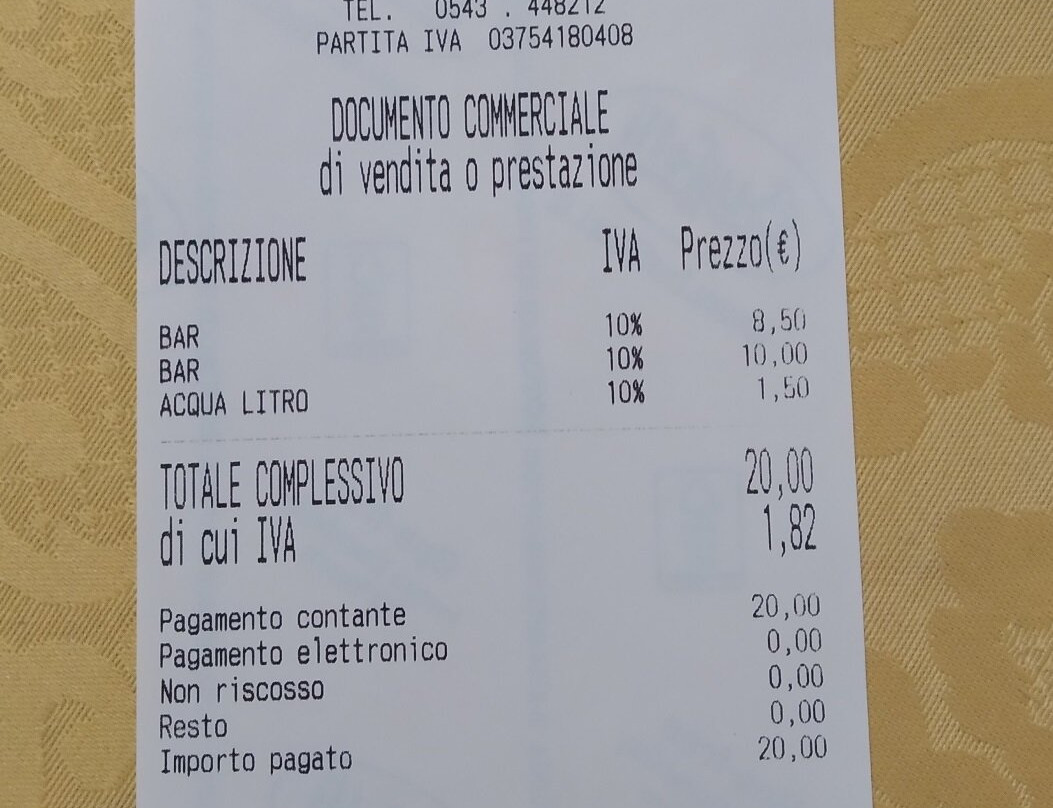 TEL. 0543 . 448212
PARTITA IVA 03754180408
DOCUMENTO COMMERCIALE
di vendita o prestazione
DESCRIZIONE IVA Prezzo(€)
BAR 10% 8,50
BAR 10% 10,00
ACQUA LITRO 10% 1,50
TOTALE COMPLESSIVO 20,00
di cui IVA 1,82
Pagamento contante 20,00
Pagamento elettronico 0,00
Non riscosso 0,00
Resto 0,00
Importo pagato 20,00